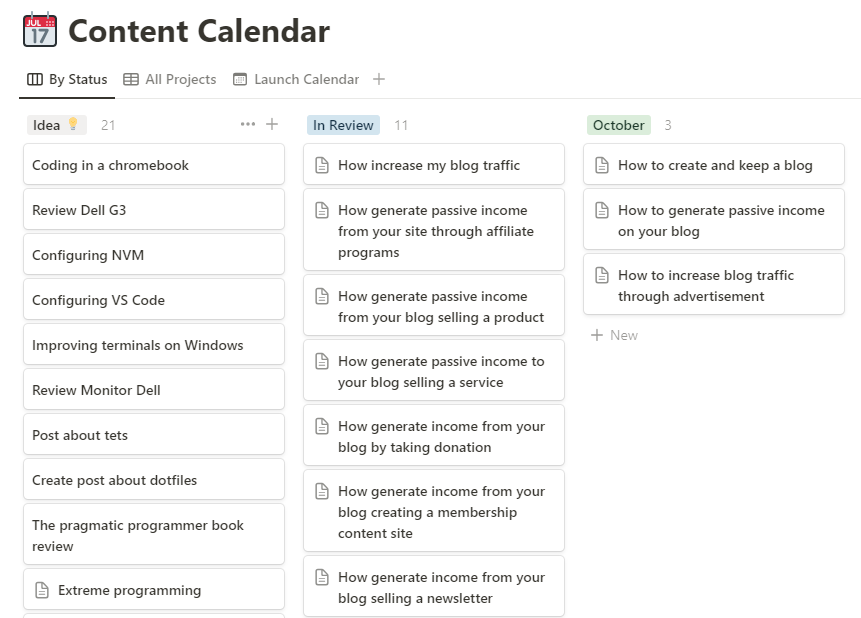 JUL
17
Content Calendar
By Status
All Projects
Launch Calendar
Idea 💡 21
Coding in a chromebook
Review Dell G3
Configuring NVM
Configuring VS Code
Improving terminals on Windows
Review Monitor Dell
Post about tets
Create post about dotfiles
The pragmatic programmer book
review
Extreme programming
In Review 11
How increase my blog traffic
How generate passive income
from your site through affiliate
programs
How generate passive income
from your blog selling a product
How generate passive income to
your blog selling a service
How generate income from your
blog by taking donation
How generate income from your
blog creating a membership
content site
How generate income from your
blog selling a newsletter
October 3
How to create and keep a blog
How to generate passive income
on your blog
How to increase blog traffic
through advertisement
+ New